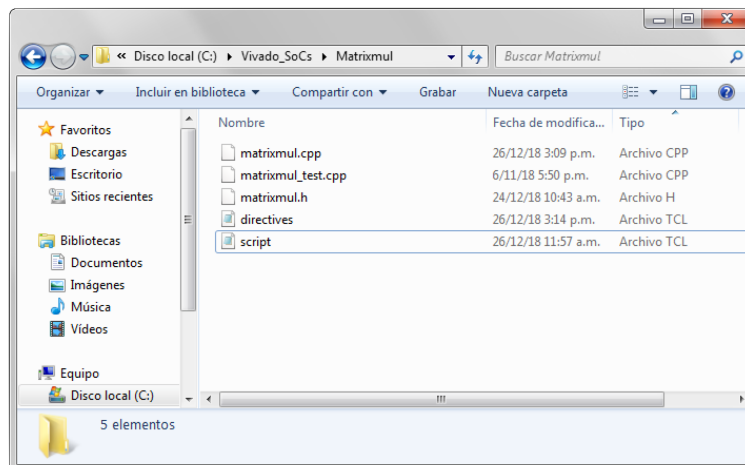 « Disco local (C:) ▸ Vivado_SoCs ▸ Matrixmul
Buscar Matrixmul
Organizar Incluir en biblioteca Compartir con Grabar Nueva carpeta
Favoritos
Descargas
Escritorio
Sitios recientes
Bibliotecas
Documentos
Imágenes
Música
Vídeos
Equipo
Disco local (C:)
Nombre Fecha de modifica... Tipo
matrixmul.cpp 26/12/18 3:09 p.m. Archivo CPP
matrixmul_test.cpp 6/11/18 5:50 p.m. Archivo CPP
matrixmul.h 24/12/18 10:43 a.m. Archivo H
directives 26/12/18 3:14 p.m. Archivo TCL
script 26/12/18 11:57 a.m. Archivo TCL
5 elementos